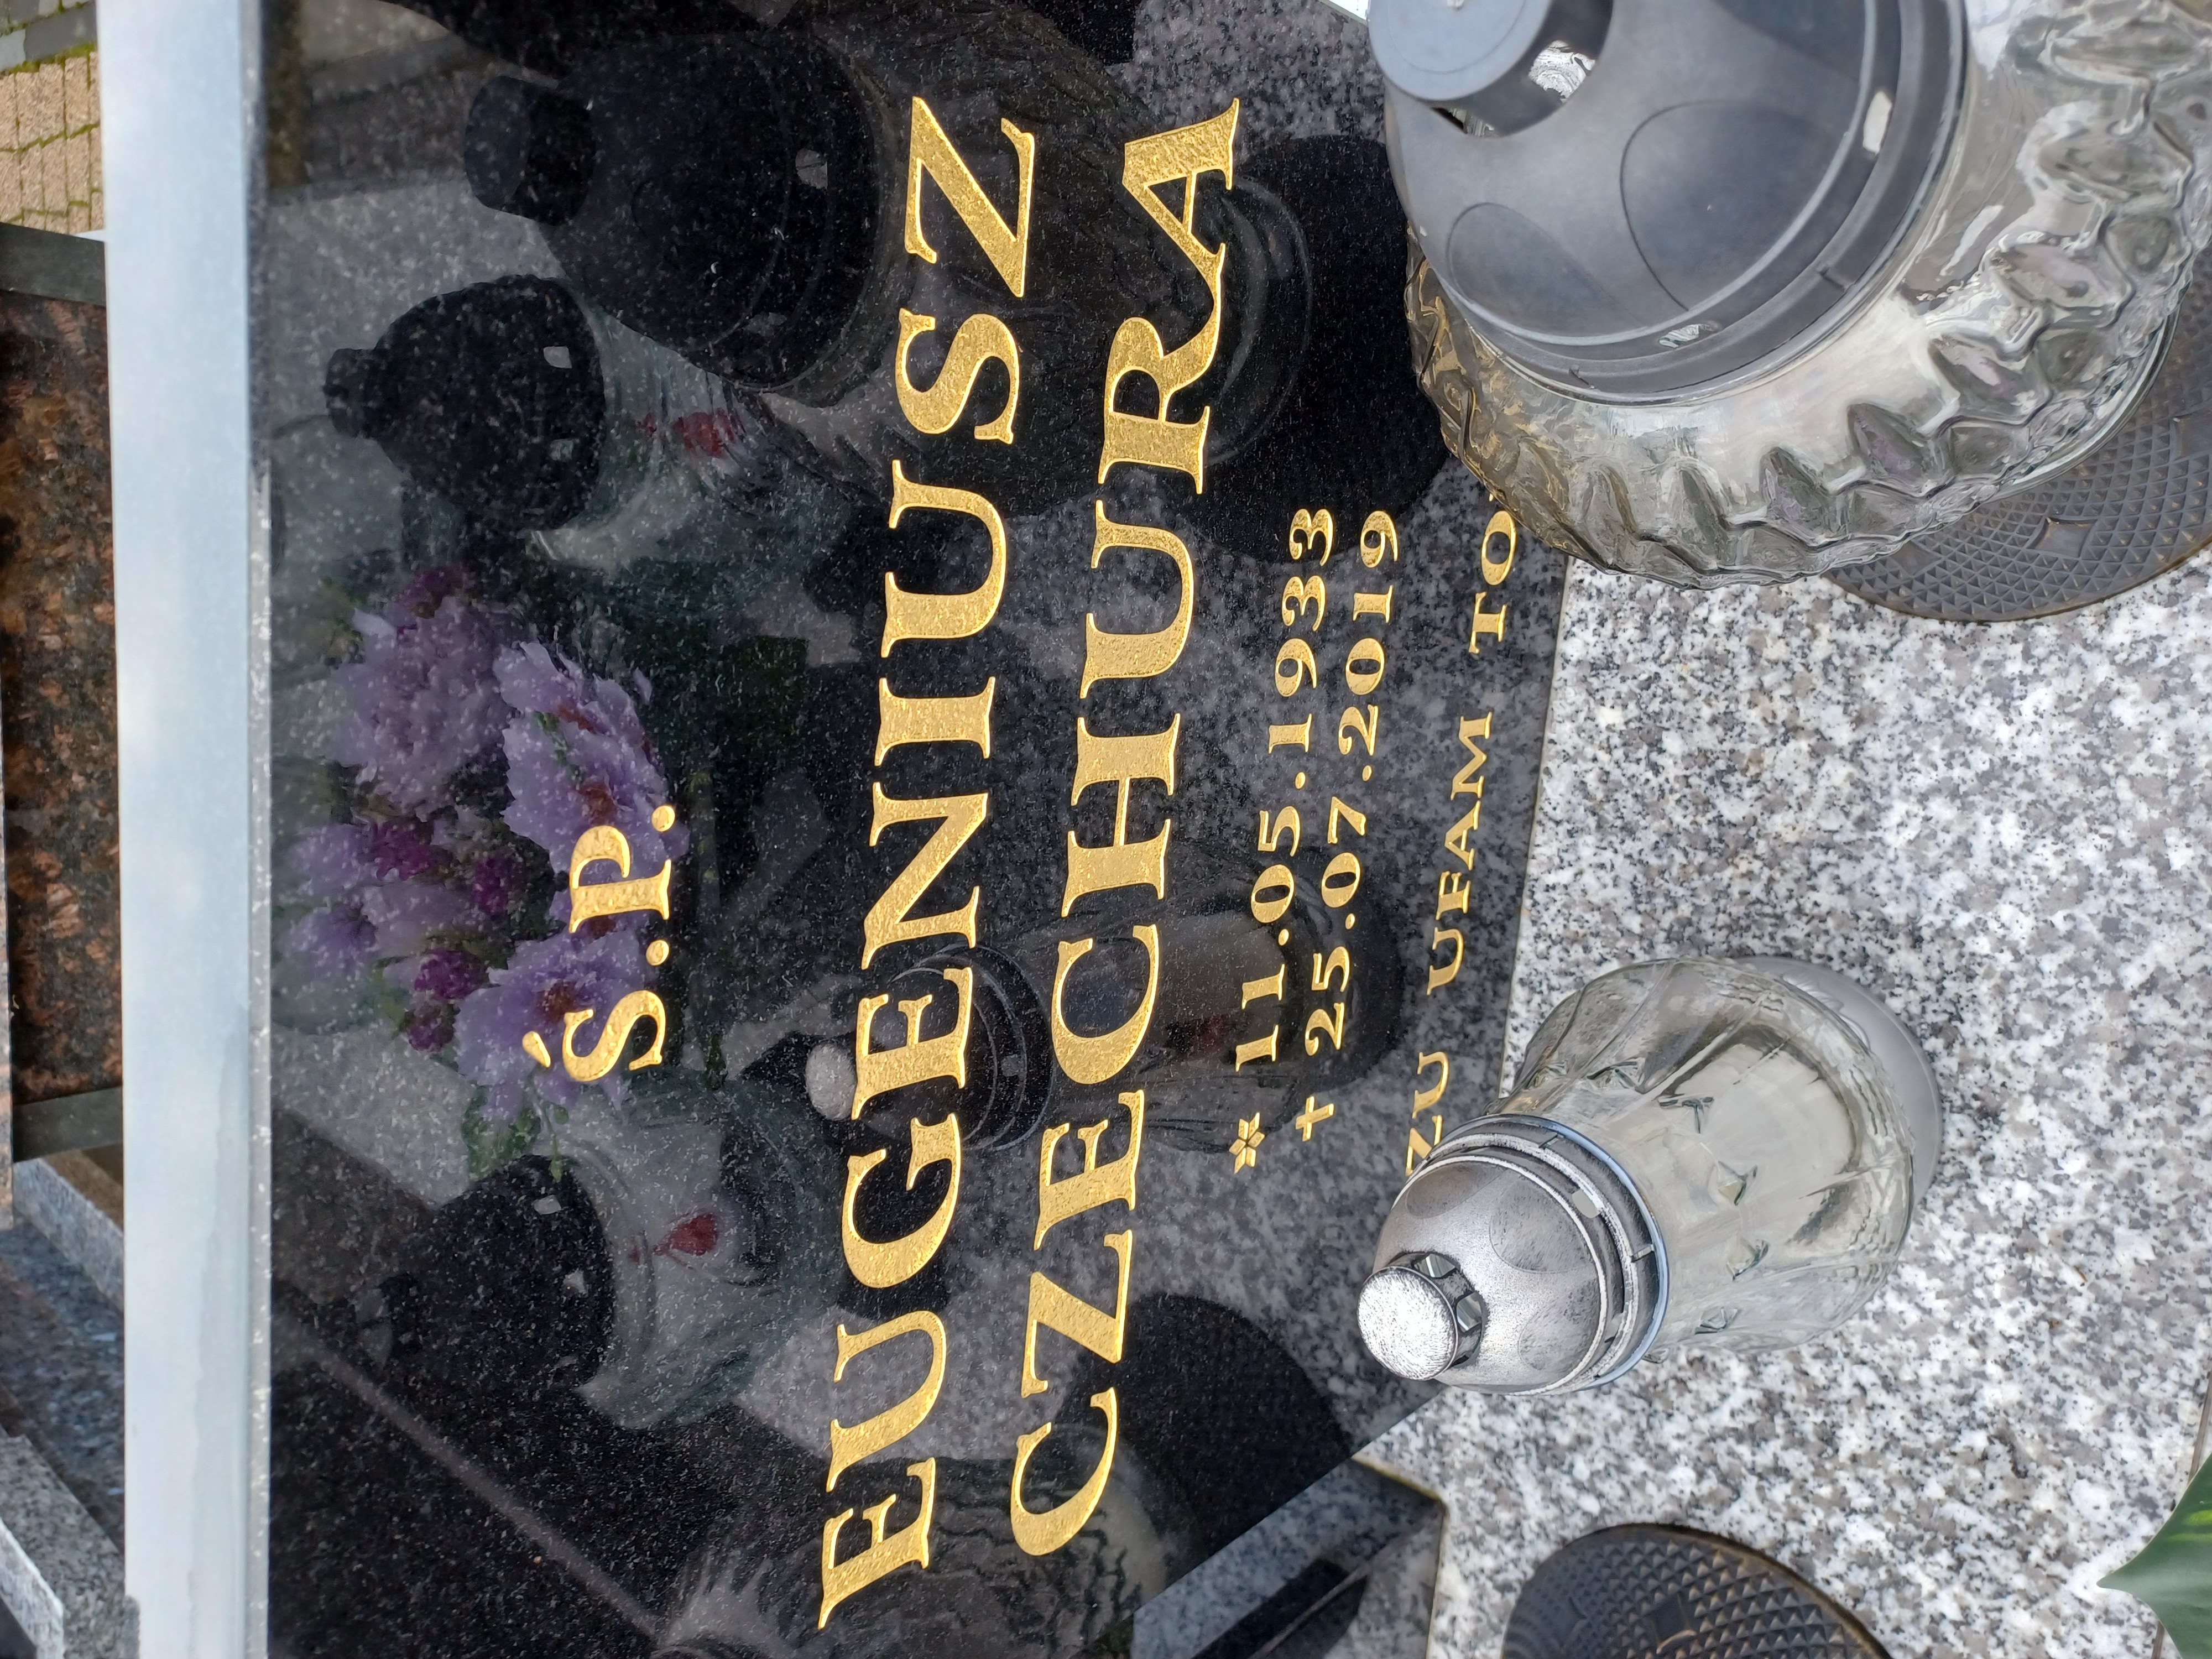 Ś.P.
EUGENIUSZ
CZECHURA
* 11.05.1933
✝ 25.07.2019
UFAM